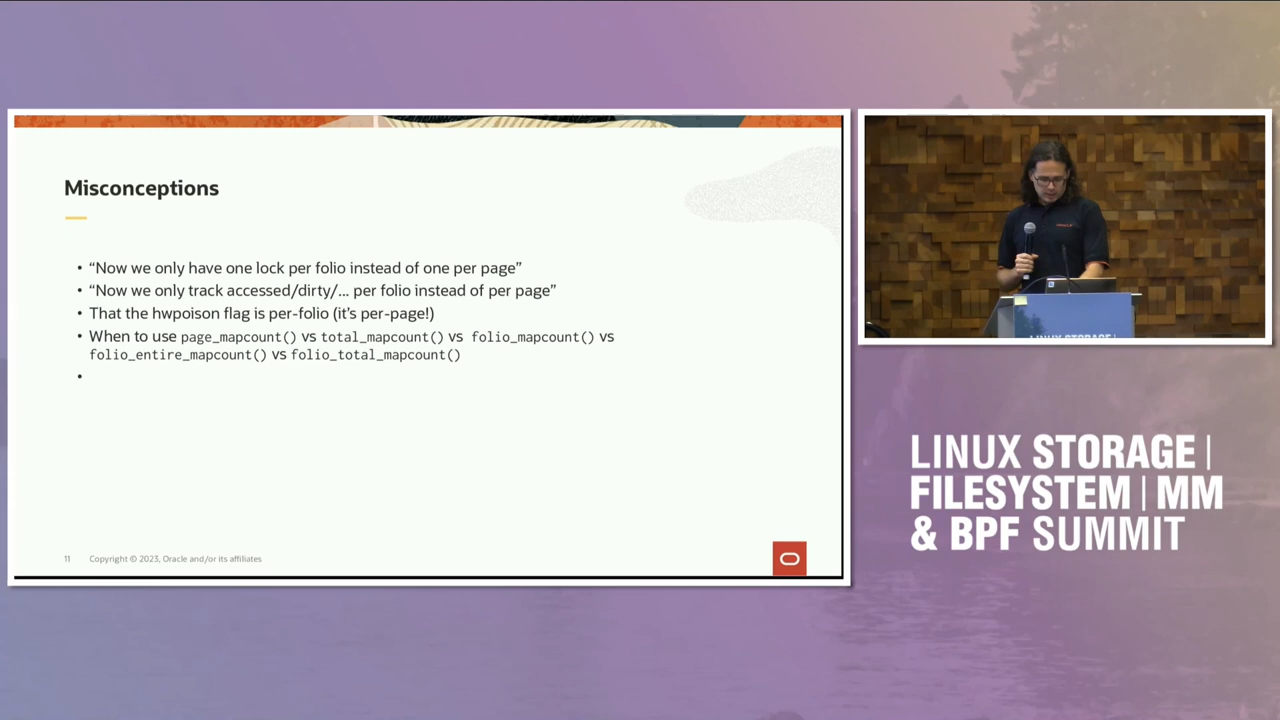 Misconceptions
• “Now we only have one lock per folio instead of one per page”
• “Now we only track accessed/dirty/... per folio instead of per page”
• That the hwpoison flag is per-folio (it’s per-page!)
• When to use page_mapcount() vs total_mapcount() vs folio_mapcount() vs
folio_entire_mapcount() vs folio_total_mapcount()
•
11 Copyright © 2023, Oracle and/or its affiliates
LINUX STORAGE |
FILESYSTEM | MM
& BPF SUMMIT